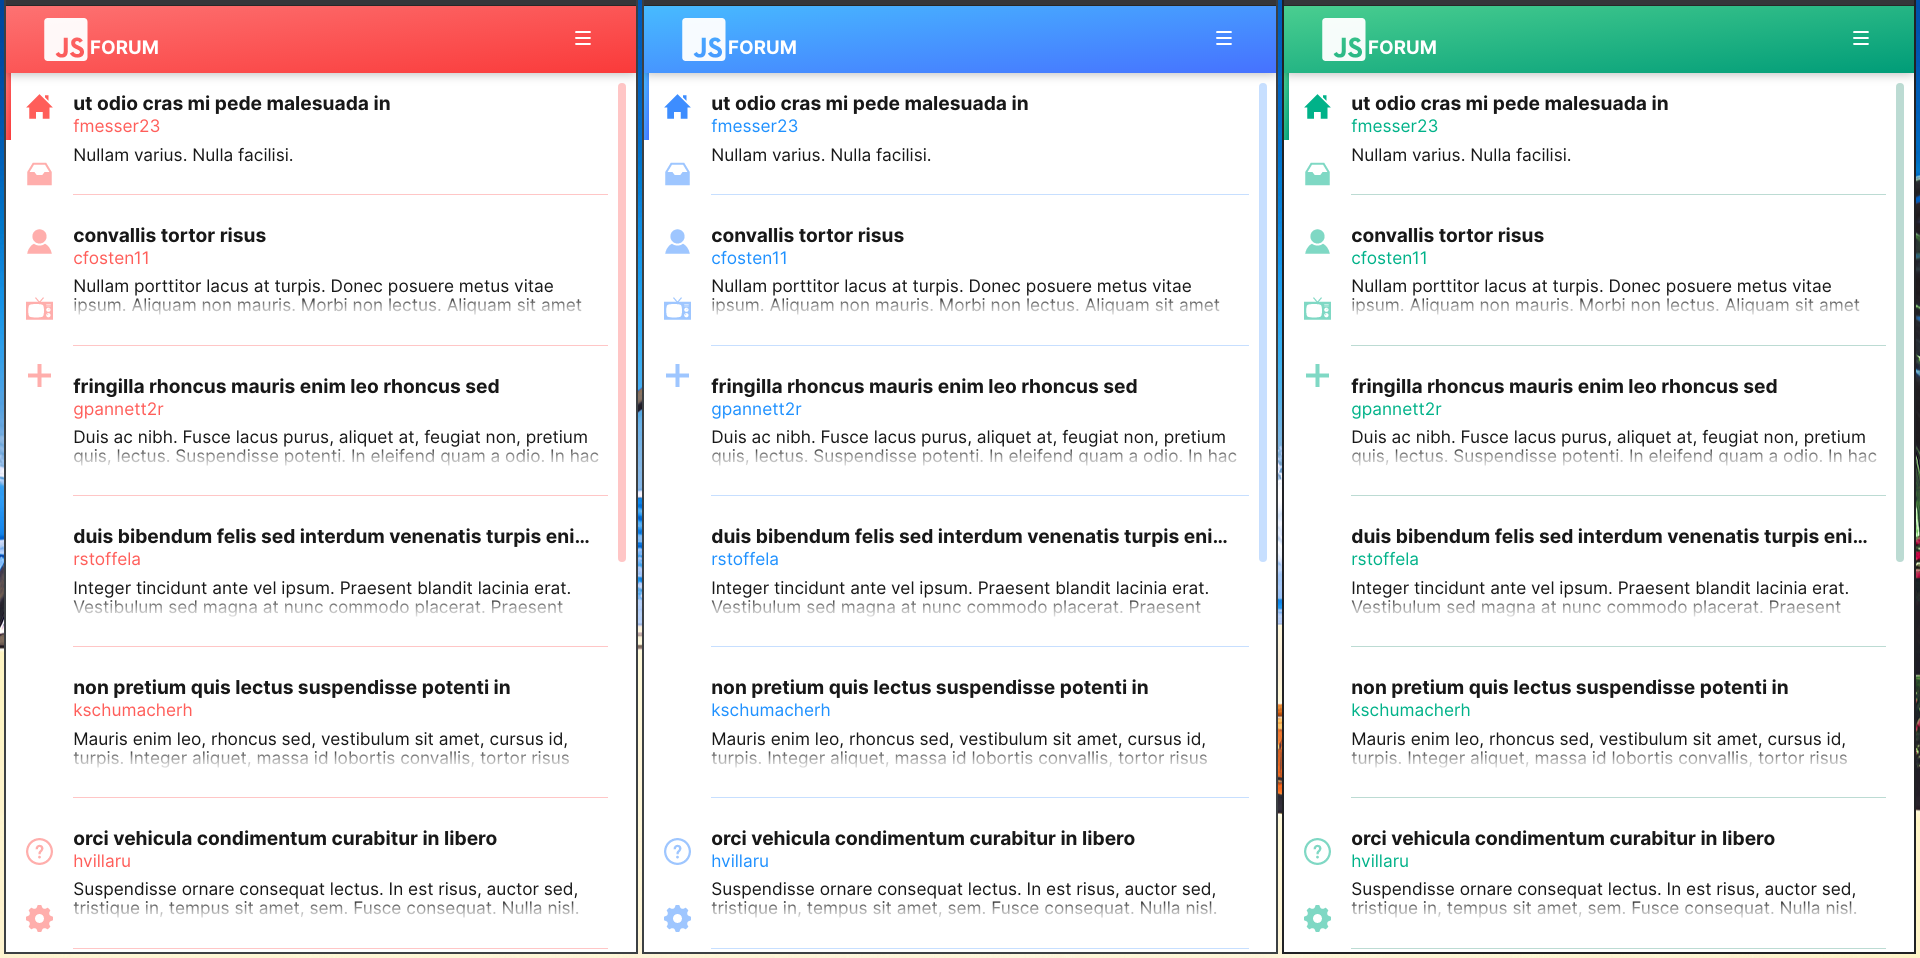 JS FORUM
ut odio cras mi pede malesuada in
fmesser23
Nullam varius. Nulla facilisi.
convallis tortor risus
cfosten11
Nullam porttitor lacus at turpis. Donec posuere metus vitae
ipsum. Aliquam non mauris. Morbi non lectus. Aliquam sit amet
fringilla rhoncus mauris enim leo rhoncus sed
gpannett2r
Duis ac nibh. Fusce lacus purus, aliquet at, feugiat non, pretium
quis, lectus. Suspendisse potenti. In eleifend quam a odio. In hac
duis bibendum felis sed interdum venenatis turpis eni...
rstoffela
Integer tincidunt ante vel ipsum. Praesent blandit lacinia erat.
Vestibulum sed magna at nunc commodo placerat. Praesent
non pretium quis lectus suspendisse potenti in
kschumacherh
Mauris enim leo, rhoncus sed, vestibulum sit amet, cursus id,
turpis. Integer aliquet, massa id lobortis convallis, tortor risus
orci vehicula condimentum curabitur in libero
hvillaru
Suspendisse ornare consequat lectus. In est risus, auctor sed,
tristique in, tempus sit amet, sem. Fusce consequat. Nulla nisl.
JS FORUM
ut odio cras mi pede malesuada in
fmesser23
Nullam varius. Nulla facilisi.
convallis tortor risus
cfosten11
Nullam porttitor lacus at turpis. Donec posuere metus vitae
ipsum. Aliquam non mauris. Morbi non lectus. Aliquam sit amet
fringilla rhoncus mauris enim leo rhoncus sed
gpannett2r
Duis ac nibh. Fusce lacus purus, aliquet at, feugiat non, pretium
quis, lectus. Suspendisse potenti. In eleifend quam a odio. In hac
duis bibendum felis sed interdum venenatis turpis eni...
rstoffela
Integer tincidunt ante vel ipsum. Praesent blandit lacinia erat.
Vestibulum sed magna at nunc commodo placerat. Praesent
non pretium quis lectus suspendisse potenti in
kschumacherh
Mauris enim leo, rhoncus sed, vestibulum sit amet, cursus id,
turpis. Integer aliquet, massa id lobortis convallis, tortor risus
orci vehicula condimentum curabitur in libero
hvillaru
Suspendisse ornare consequat lectus. In est risus, auctor sed,
tristique in, tempus sit amet, sem. Fusce consequat. Nulla nisl.
JS FORUM
ut odio cras mi pede malesuada in
fmesser23
Nullam varius. Nulla facilisi.
convallis tortor risus
cfosten11
Nullam porttitor lacus at turpis. Donec posuere metus vitae
ipsum. Aliquam non mauris. Morbi non lectus. Aliquam sit amet
fringilla rhoncus mauris enim leo rhoncus sed
gpannett2r
Duis ac nibh. Fusce lacus purus, aliquet at, feugiat non, pretium
quis, lectus. Suspendisse potenti. In eleifend quam a odio. In hac
duis bibendum felis sed interdum venenatis turpis eni...
rstoffela
Integer tincidunt ante vel ipsum. Praesent blandit lacinia erat.
Vestibulum sed magna at nunc commodo placerat. Praesent
non pretium quis lectus suspendisse potenti in
kschumacherh
Mauris enim leo, rhoncus sed, vestibulum sit amet, cursus id,
turpis. Integer aliquet, massa id lobortis convallis, tortor risus
orci vehicula condimentum curabitur in libero
hvillaru
Suspendisse ornare consequat lectus. In est risus, auctor sed,
tristique in, tempus sit amet, sem. Fusce consequat. Nulla nisl.